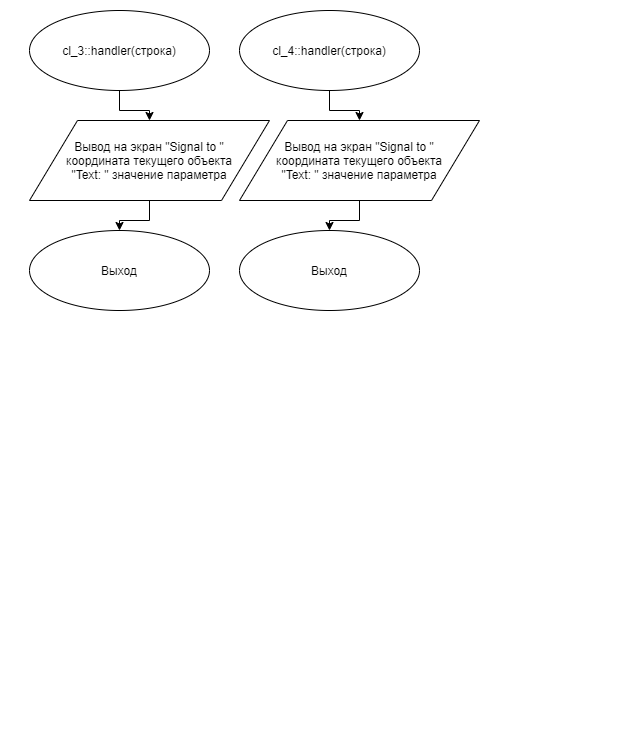 cl_3::handler(строка)
Вывод на экран "Signal to "
координата текущего объекта
"Text: " значение параметра
Выход
cl_4::handler(строка)
Вывод на экран "Signal to "
координата текущего объекта
"Text: " значение параметра
Выход